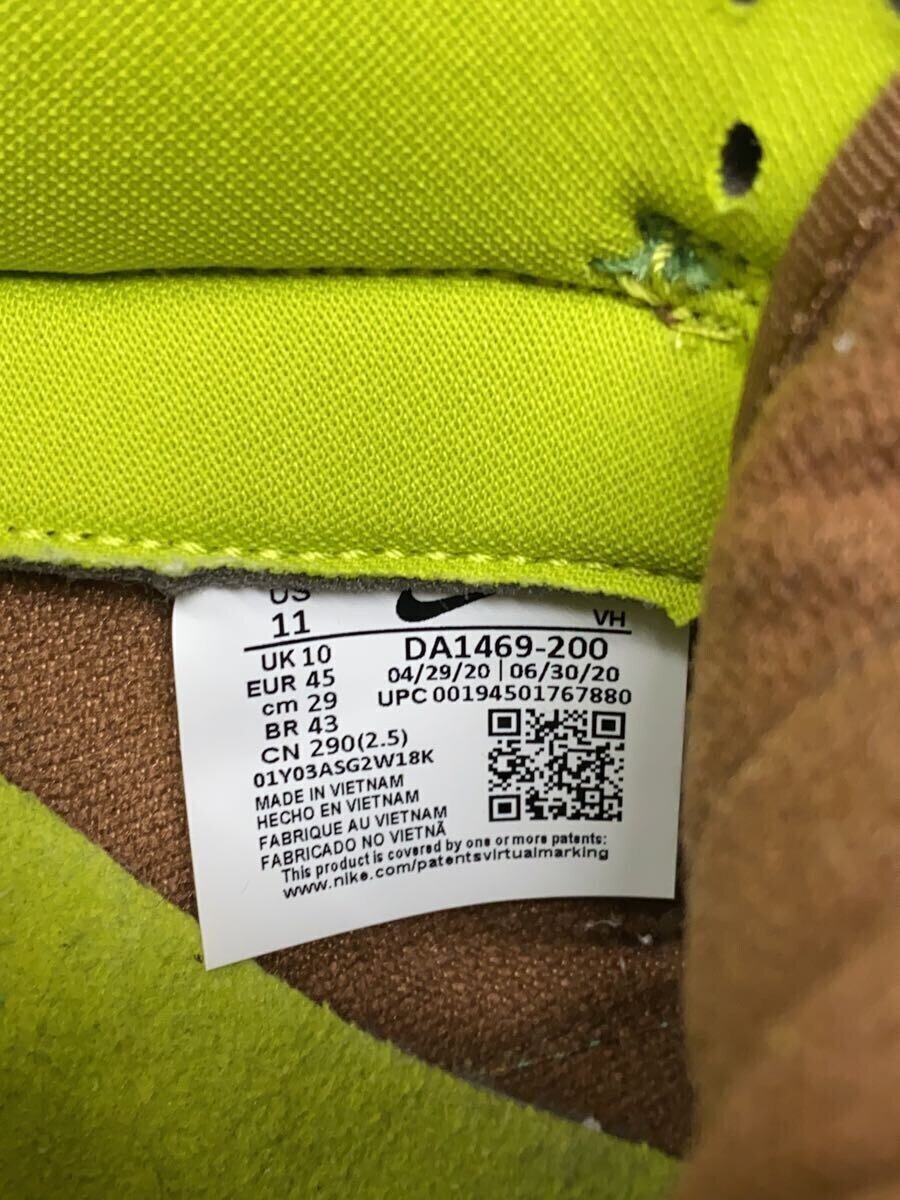 US
11
VH
UK 10
EUR 45
cm 29
BR 43
CN 290(2.5)
DA1469-200
04/29/20 | 06/30/20
UPC 00194501767880
01Y03ASG2W18K
MADE IN VIETNAM
HECHO EN VIETNAM
FABRIQUE AU VIETNAM
FABRICADO NO VIETNÃ
This product is covered by one or more patents:
www.nike.com/patentsvirtualmarking